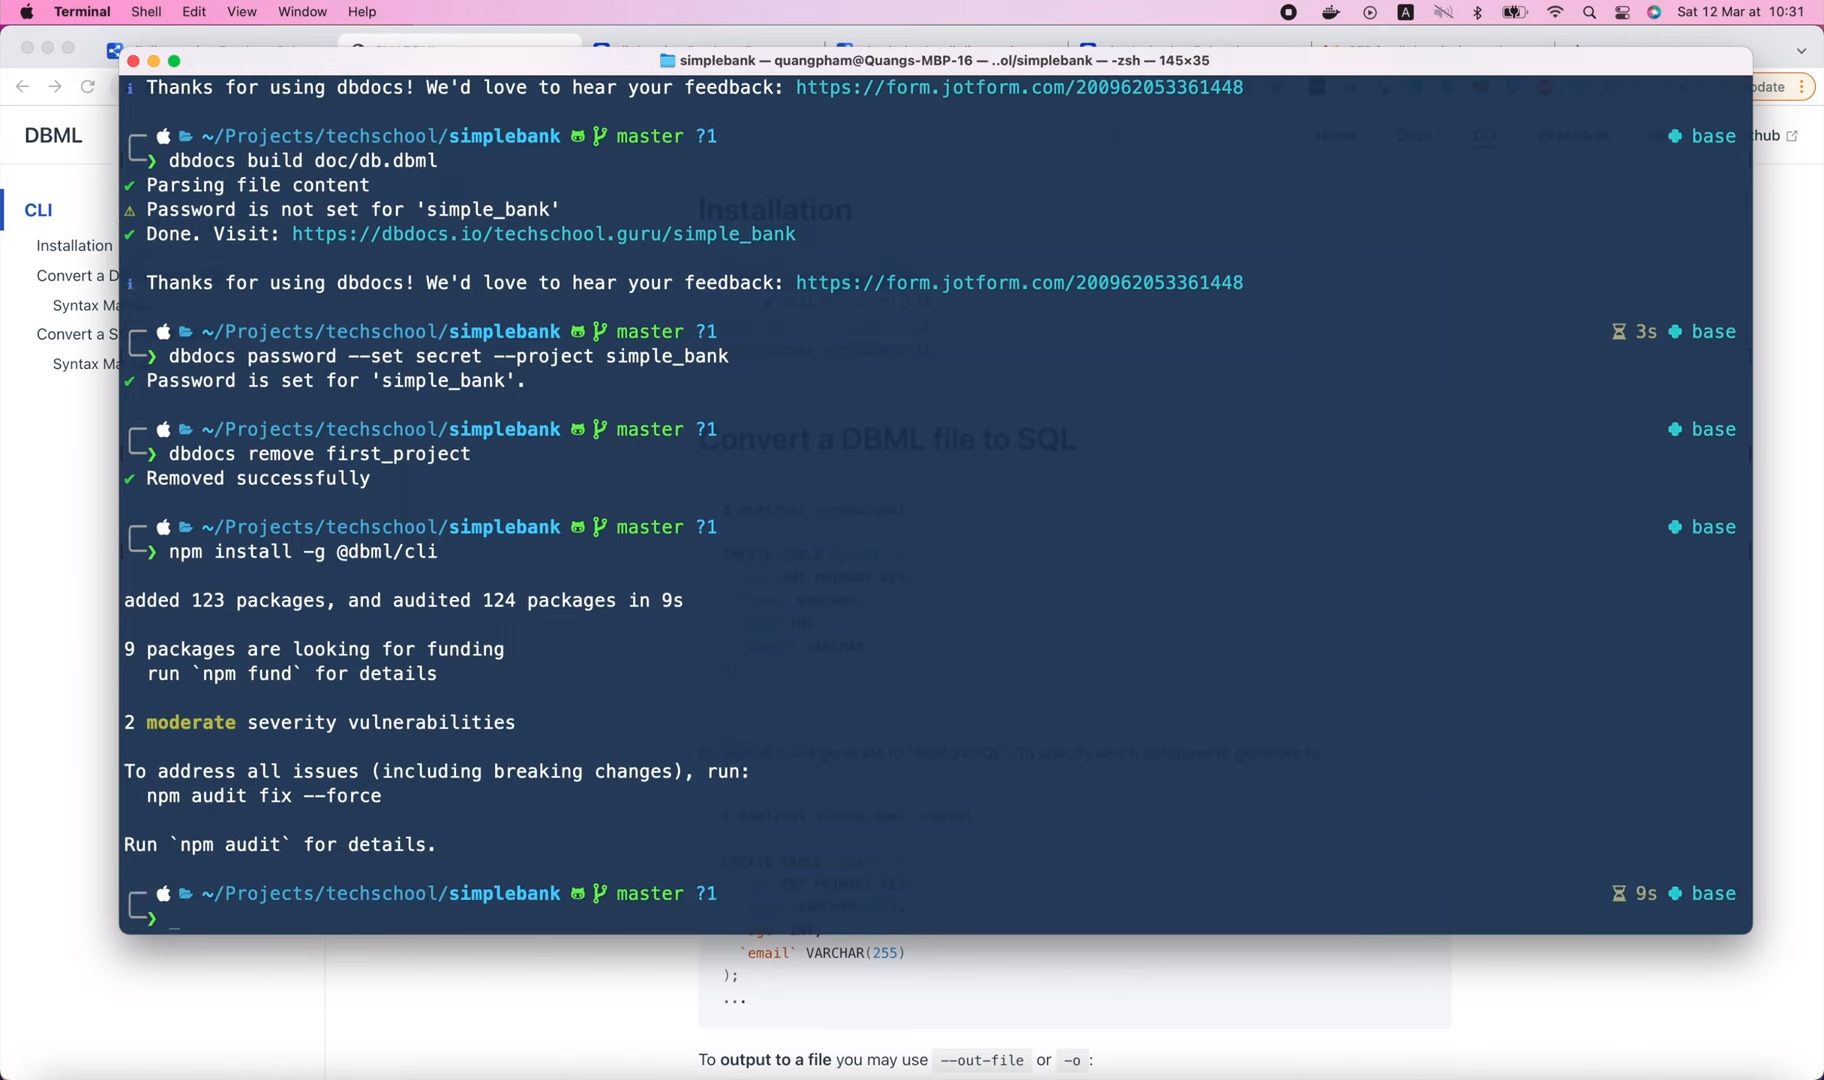 Terminal Shell Edit View Window Help
Sat 12 Mar at 10:31
simplebank — quangpham@Quangs-MBP-16 — ..ol/simplebank — -zsh — 145×35
DBML
CLI
Installation
Convert a D
Syntax Ma
Convert a S
Syntax Ma
i Thanks for using dbdocs! We'd love to hear your feedback: https://form.jotform.com/200962053361448
~/Projects/techschool/simplebank master ?1 base
❯ dbdocs build doc/db.dbml
✔ Parsing file content
⚠ Password is not set for 'simple_bank'
✔ Done. Visit: https://dbdocs.io/techschool.guru/simple_bank
i Thanks for using dbdocs! We'd love to hear your feedback: https://form.jotform.com/200962053361448
~/Projects/techschool/simplebank master ?1 3s base
❯ dbdocs password --set secret --project simple_bank
✔ Password is set for 'simple_bank'.
~/Projects/techschool/simplebank master ?1 base
❯ dbdocs remove first_project
✔ Removed successfully
~/Projects/techschool/simplebank master ?1 base
❯ npm install -g @dbml/cli
added 123 packages, and audited 124 packages in 9s
9 packages are looking for funding
run `npm fund` for details
2 moderate severity vulnerabilities
To address all issues (including breaking changes), run:
npm audit fix --force
Run `npm audit` for details.
~/Projects/techschool/simplebank master ?1 9s base
❯ _
Installation
Convert a DBML file to SQL
`email` VARCHAR(255)
);
...
To output to a file you may use --out-file or -o :